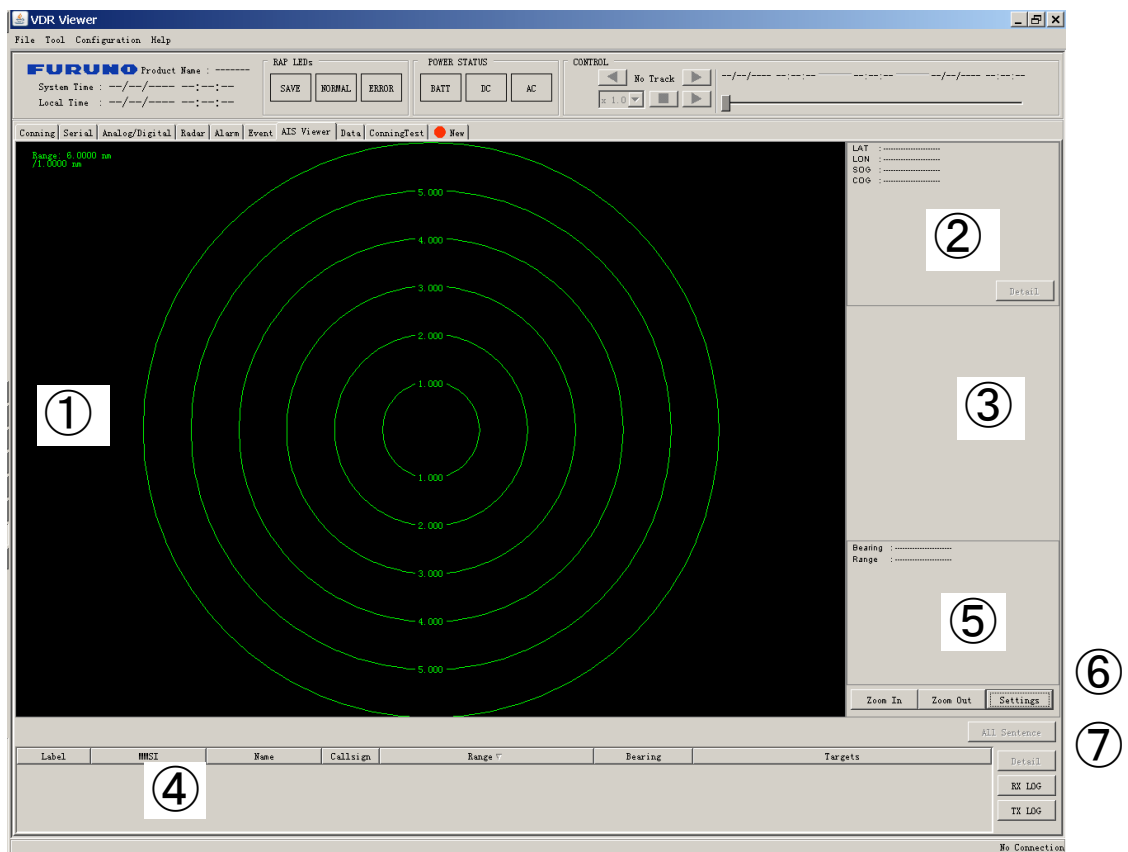 VDR Viewer
File Tool Configuration Help
FURUNO Product Name : -------
System Time : --/--/---- --:--:--
Local Time : --/--/---- --:--:--
RAP LEDs
SAVE NORMAL ERROR
POWER STATUS
BATT DC AC
CONTROL
No Track
x 1.0
--/--/---- --:--:-- --:--:-- --/--/---- --:--:--
Conning Serial Analog/Digital Radar Alarm Event AIS Viewer Data ConningTest New
Range: 6.0000 nm
/1.0000 nm
5.000
4.000
3.000
2.000
1.000
1.000
2.000
3.000
4.000
5.000
①
LAT :--------------------
LON :--------------------
SOG :--------------------
COG :--------------------
②
Detail
③
Bearing :--------------------
Range :--------------------
⑤
Zoom In Zoom Out Settings
⑥
All Sentence
⑦
Label MMSI Name Callsign Range Bearing Targets
④
Detail
RX LOG
TX LOG
No Connection